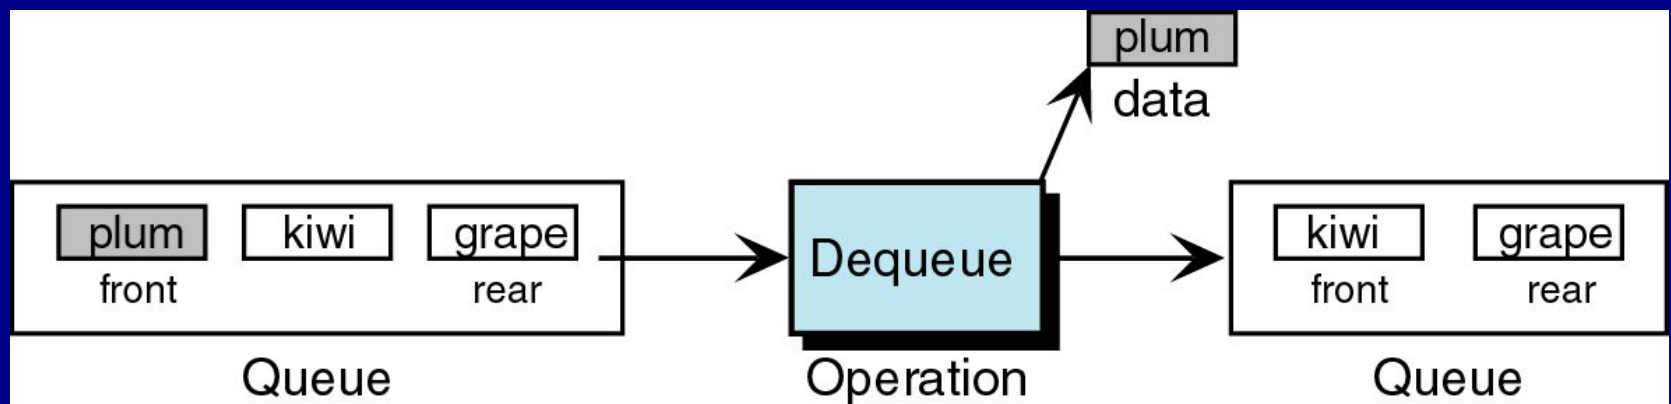 plum
data
plum kiwi grape
front rear
Queue
Dequeue
Operation
kiwi grape
front rear
Queue